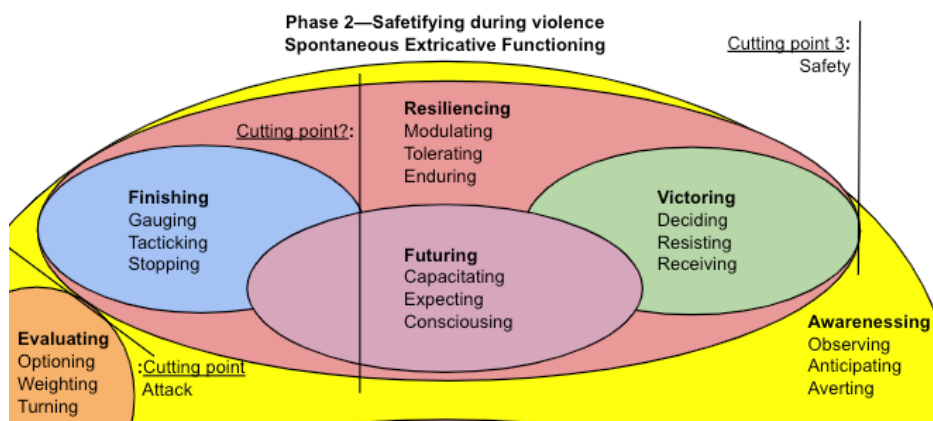 Phase 2—Safetifying during violence
Spontaneous Extricative Functioning
Cutting point 3:
Safety
Cutting point?:
Resiliencing
Modulating
Tolerating
Enduring
Finishing
Gauging
Tacticking
Stopping
Victoring
Deciding
Resisting
Receiving
Futuring
Capacitating
Expecting
Consciousing
Evaluating
Optioning
Weighting
Turning
:Cutting point
Attack
Awarenessing
Observing
Anticipating
Averting